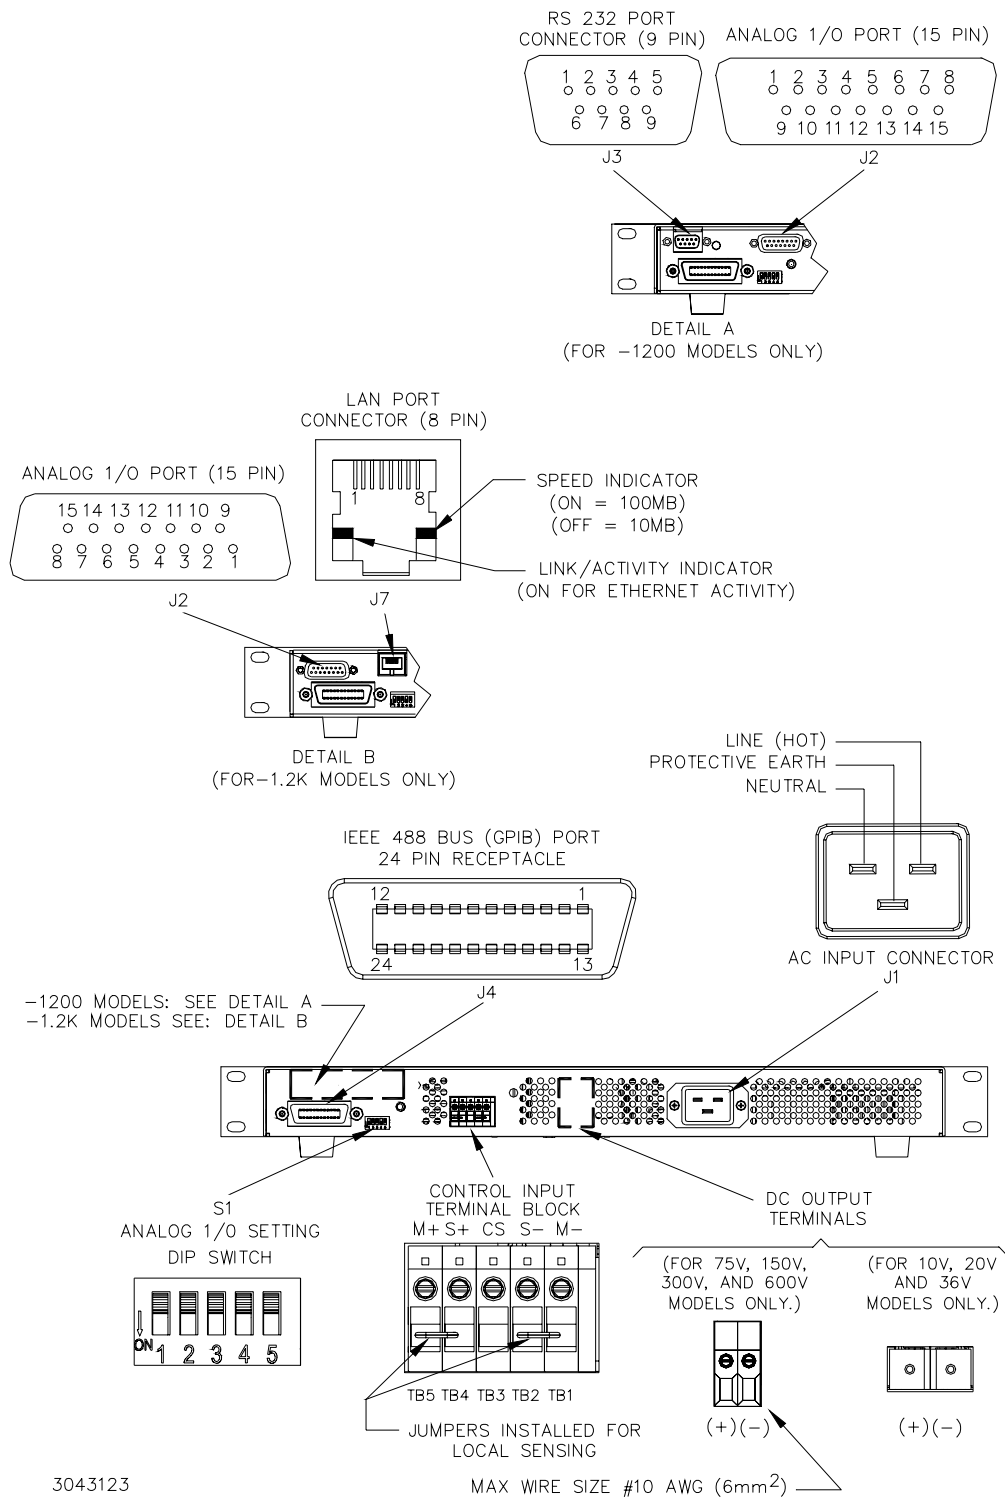 RS 232 PORT
CONNECTOR (9 PIN)
1 2 3 4 5
6 7 8 9
J3
ANALOG 1/O PORT (15 PIN)
1 2 3 4 5 6 7 8
9 10 11 12 13 14 15
J2
DETAIL A
(FOR -1200 MODELS ONLY)
LAN PORT
CONNECTOR (8 PIN)
1 8
SPEED INDICATOR
(ON = 100MB)
(OFF = 10MB)
LINK/ACTIVITY INDICATOR
(ON FOR ETHERNET ACTIVITY)
J7
ANALOG 1/O PORT (15 PIN)
15 14 13 12 11 10 9
8 7 6 5 4 3 2 1
J2
DETAIL B
(FOR-1.2K MODELS ONLY)
LINE (HOT)
PROTECTIVE EARTH
NEUTRAL
AC INPUT CONNECTOR
J1
IEEE 488 BUS (GPIB) PORT
24 PIN RECEPTACLE
12 1
24 13
J4
-1200 MODELS: SEE DETAIL A
-1.2K MODELS SEE: DETAIL B
S1
ANALOG 1/0 SETTING
DIP SWITCH
ON
1 2 3 4 5
CONTROL INPUT
TERMINAL BLOCK
M+ S+ CS S- M-
TB5 TB4 TB3 TB2 TB1
JUMPERS INSTALLED FOR
LOCAL SENSING
DC OUTPUT
TERMINALS
(FOR 75V, 150V,
300V, AND 600V
MODELS ONLY.)
(+)(-)
(FOR 10V, 20V
AND 36V
MODELS ONLY.)
(+)(-)
MAX WIRE SIZE #10 AWG (6mm2)
3043123